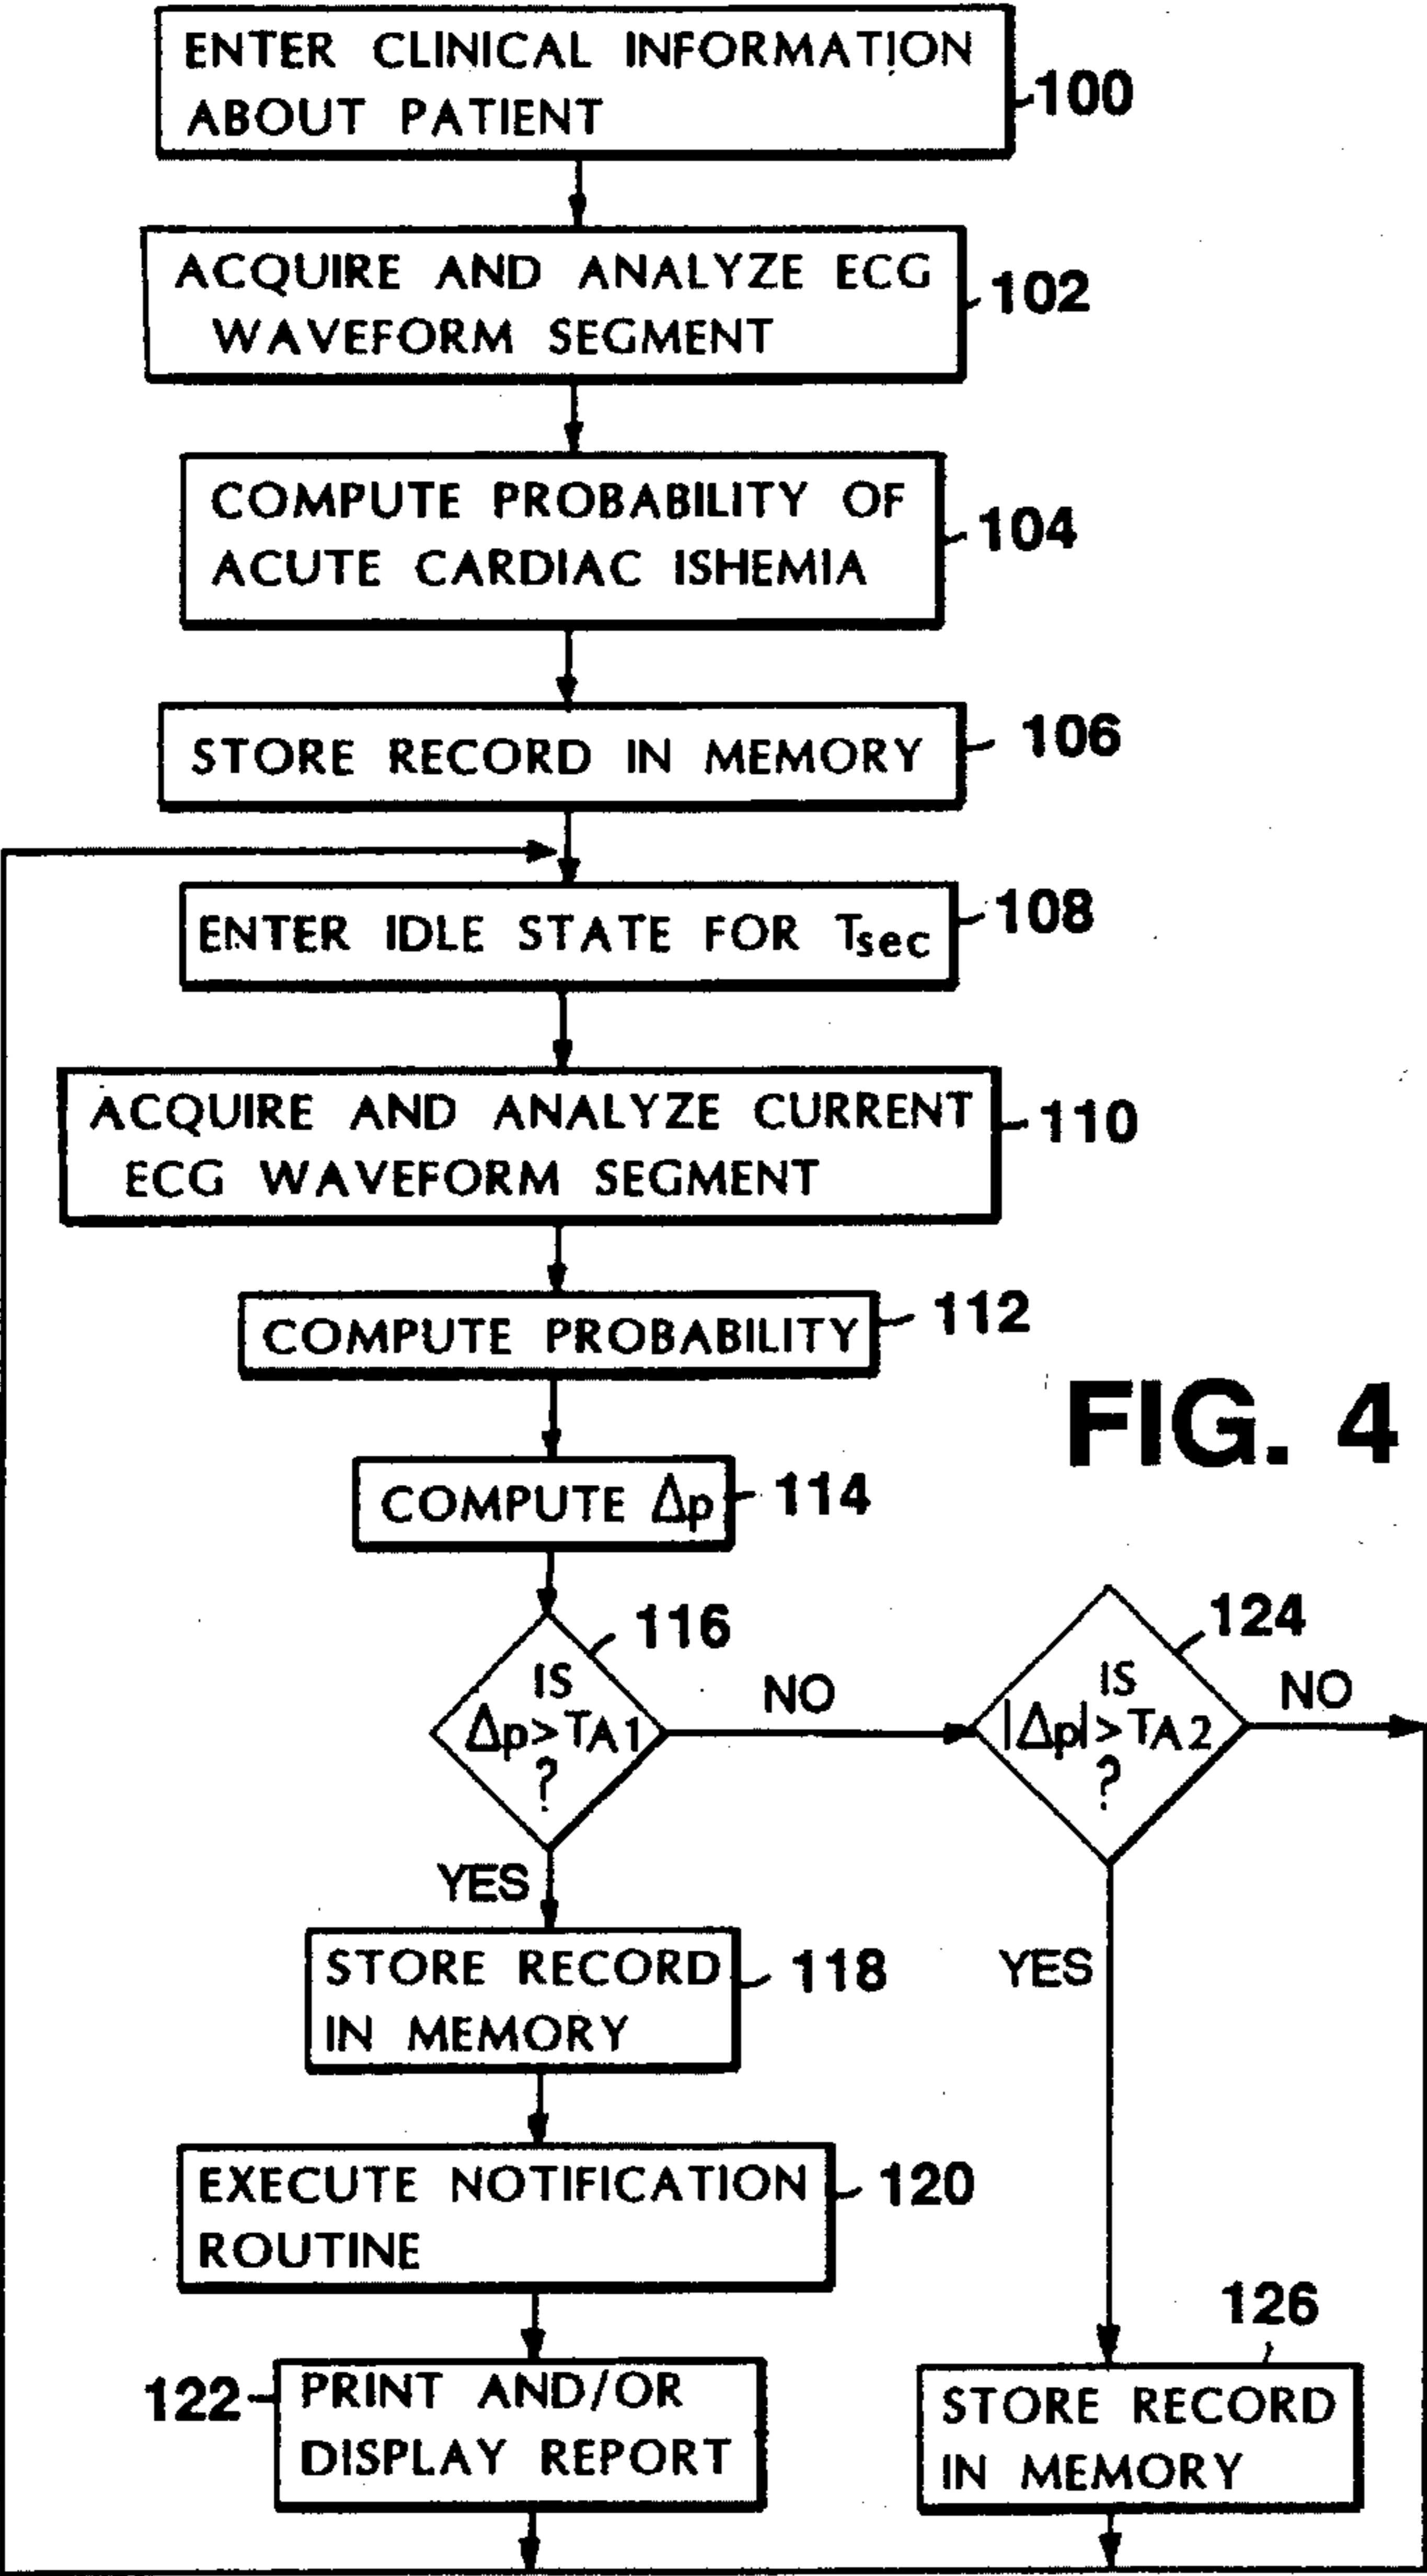 ENTER CLINICAL INFORMATION
ABOUT PATIENT
100
ACQUIRE AND ANALYZE ECG
WAVEFORM SEGMENT
102
COMPUTE PROBABILITY OF
ACUTE CARDIAC ISHEMIA
104
STORE RECORD IN MEMORY
106
ENTER IDLE STATE FOR Tsec
108
ACQUIRE AND ANALYZE CURRENT
ECG WAVEFORM SEGMENT
110
COMPUTE PROBABILITY
112
FIG. 4
COMPUTE Δp
114
116
IS
Δp>TA1
?
NO
124
IS
|Δp|>TA2
?
NO
YES
STORE RECORD
IN MEMORY
118
YES
EXECUTE NOTIFICATION
ROUTINE
120
122
PRINT AND/OR
DISPLAY REPORT
126
STORE RECORD
IN MEMORY